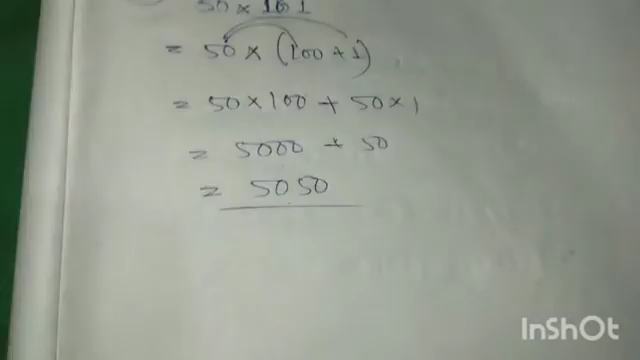 50 × 101
= 50 × (100 + 1)
= 50 × 100 + 50 × 1
= 5000 + 50
= 5050
InShOt